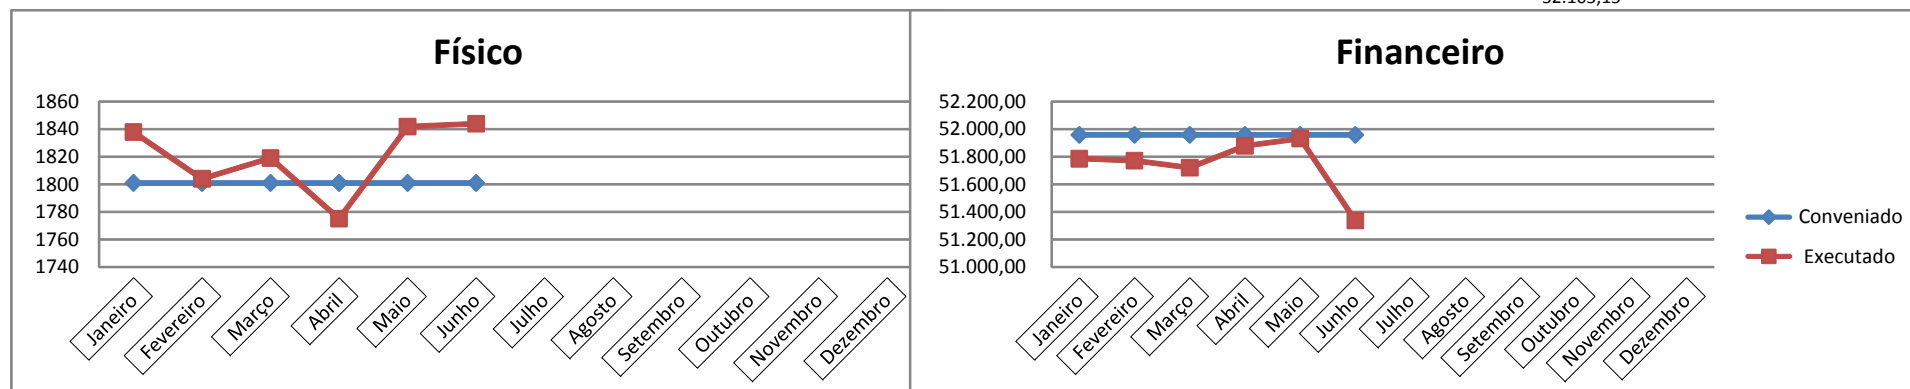 Físico
1860
1840
1820
1800
1780
1760
1740
Janeiro
Fevereiro
Março
Abril
Maio
Junho
Julho
Agosto
Setembro
Outubro
Novembro
Dezembro
Financeiro
52.200,00
52.000,00
51.800,00
51.600,00
51.400,00
51.200,00
51.000,00
Janeiro
Fevereiro
Março
Abril
Maio
Junho
Julho
Agosto
Setembro
Outubro
Novembro
Dezembro
Conveniado
Executado